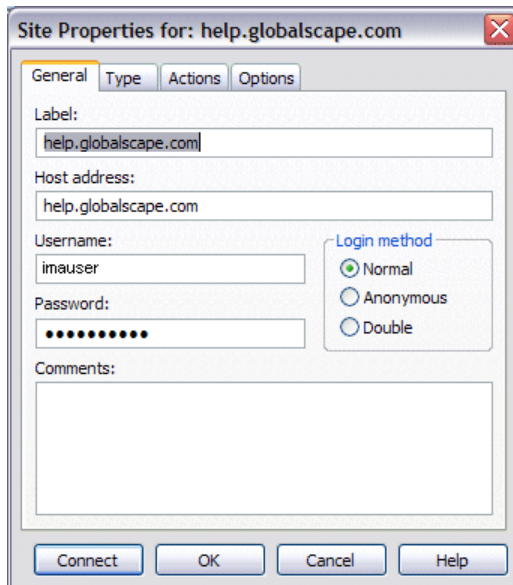 Site Properties for: help.globalscape.com
General Type Actions Options
Label:
help.globalscape.com
Host address:
help.globalscape.com
Username:
imauser
Login method
Normal
Anonymous
Double
Password:
●●●●●●●●●●
Comments:
Connect OK Cancel Help